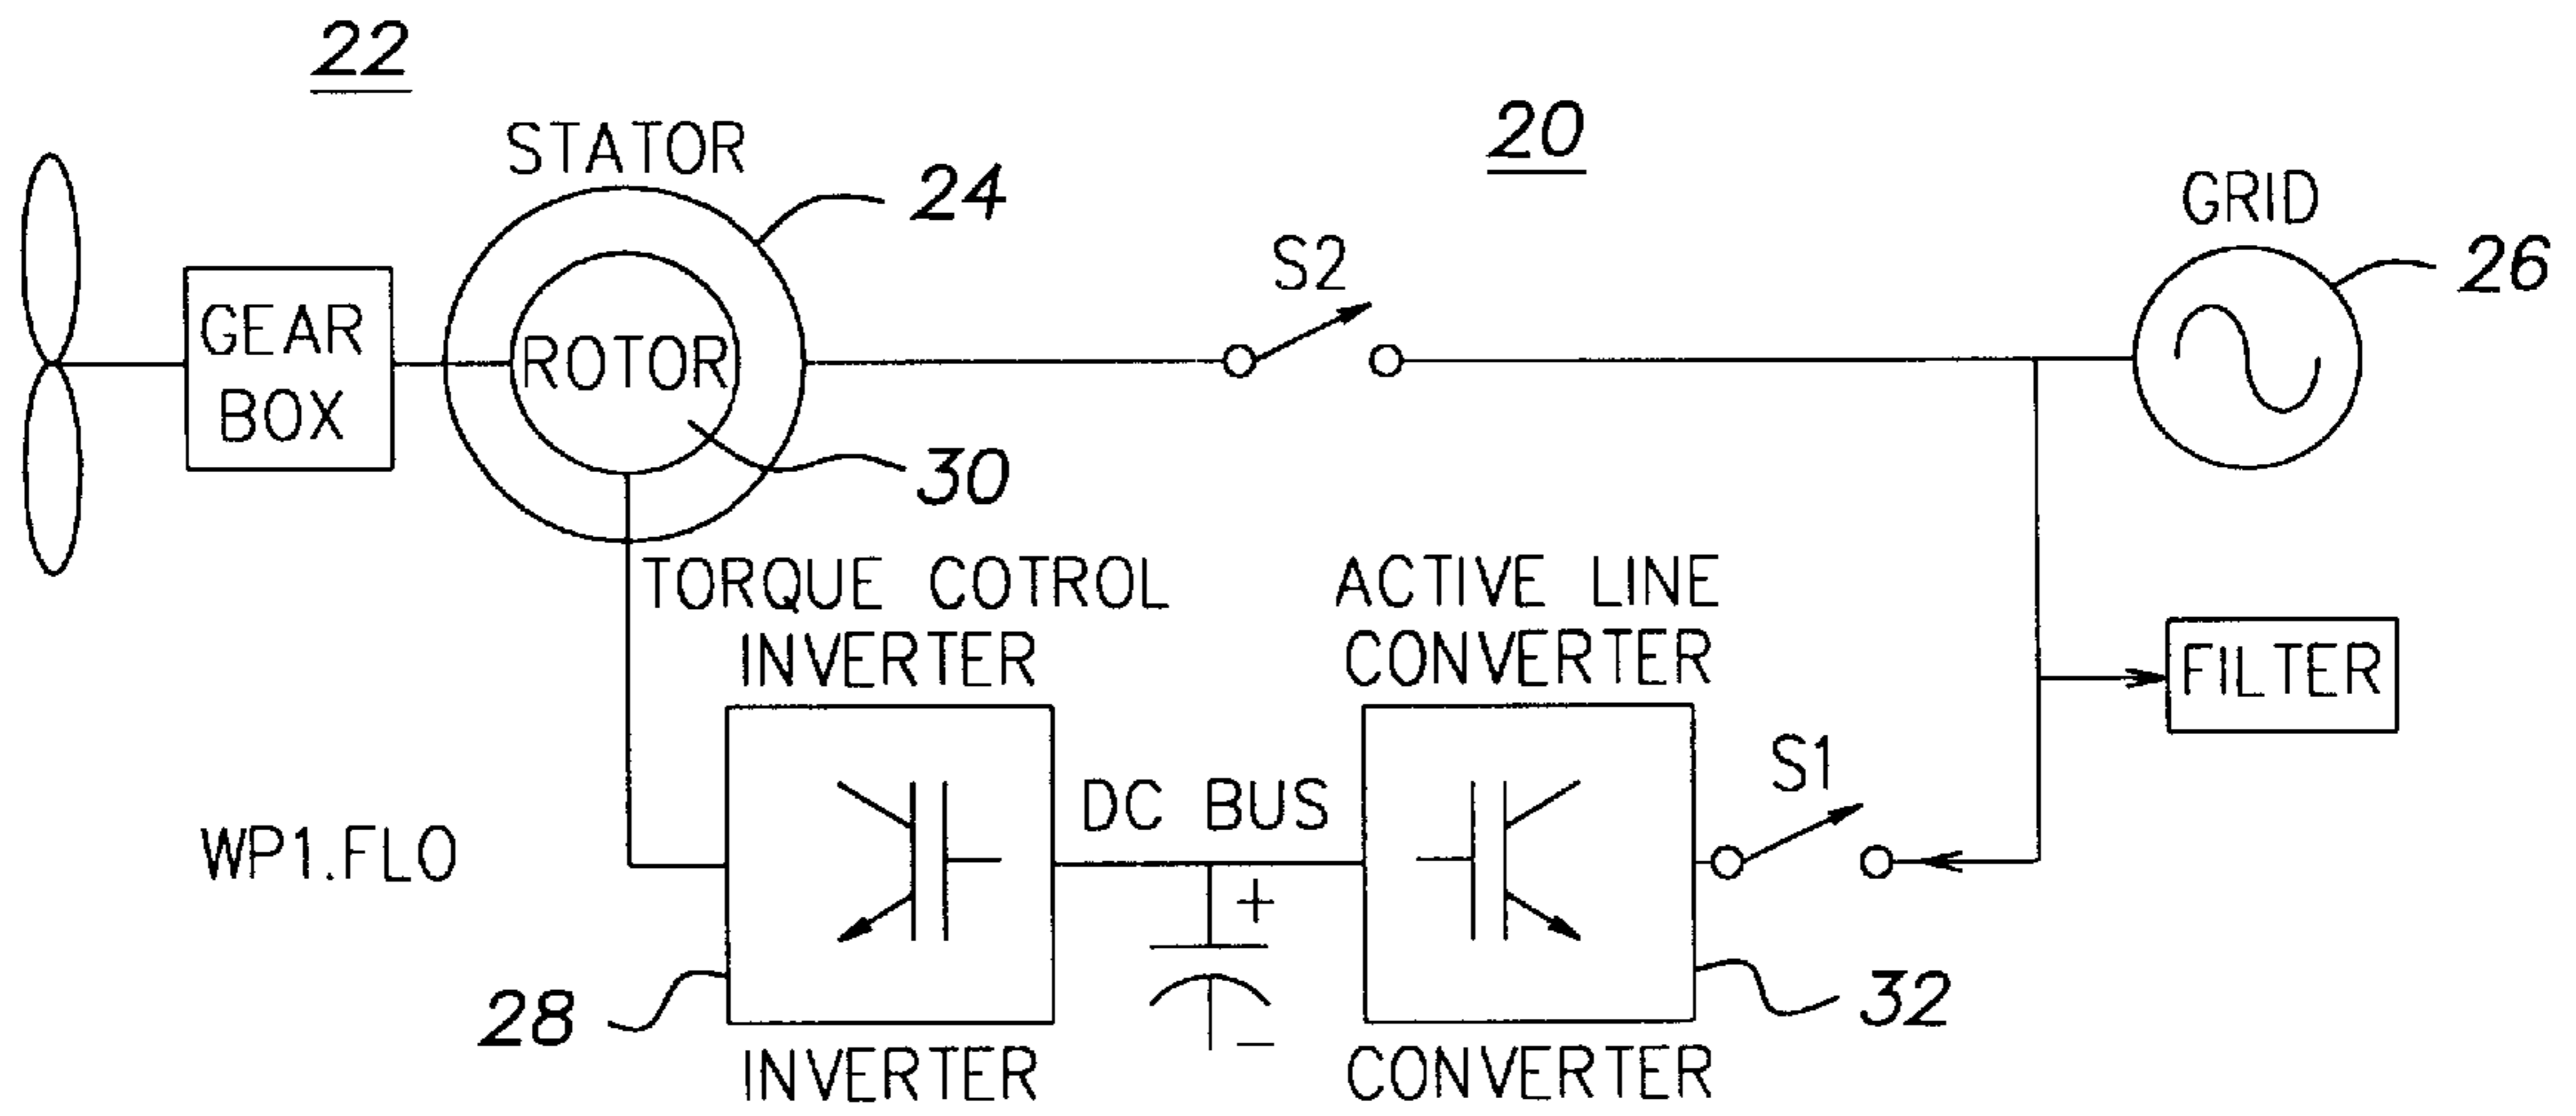 22
STATOR
24
20
GRID
26
S2
GEAR
BOX
ROTOR
30
TORQUE COTROL
INVERTER
ACTIVE LINE
CONVERTER
FILTER
S1
DC BUS
WP1.FLO
+
28
32
–
INVERTER
CONVERTER